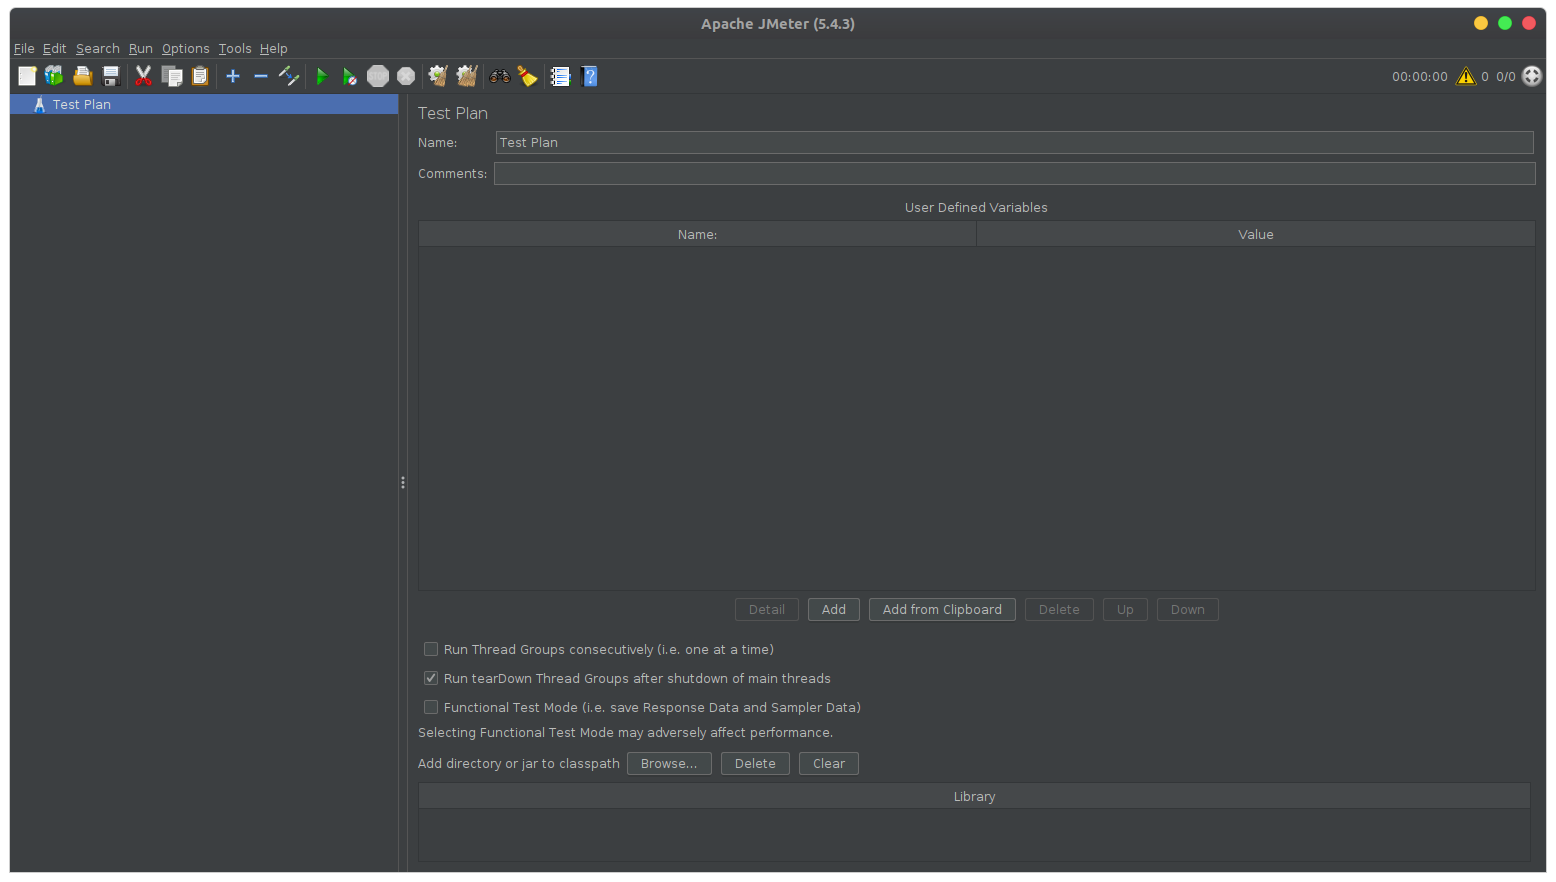 Apache JMeter (5.4.3)
File Edit Search Run Options Tools Help
STOP 00:00:00 0 0/0
Test Plan
Test Plan
Name: Test Plan
Comments:
User Defined Variables
Name: Value
Detail Add Add from Clipboard Delete Up Down
Run Thread Groups consecutively (i.e. one at a time)
Run tearDown Thread Groups after shutdown of main threads
Functional Test Mode (i.e. save Response Data and Sampler Data)
Selecting Functional Test Mode may adversely affect performance.
Add directory or jar to classpath Browse... Delete Clear
Library